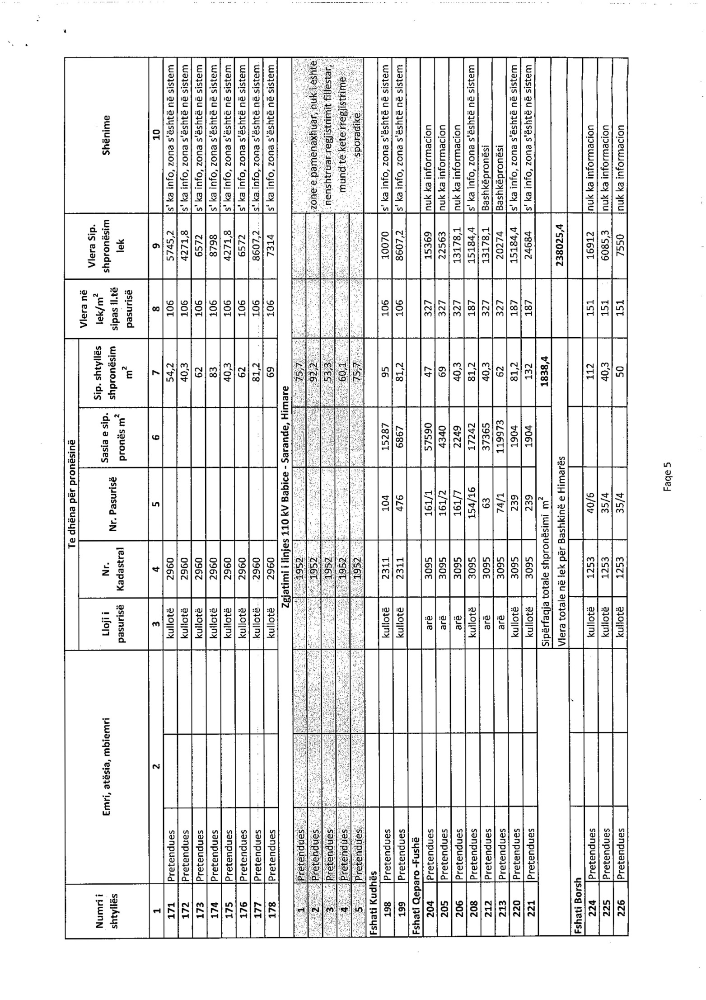 Numri i shtyllës | Emri, atësia, mbiemri | Te dhëna për pronësinë | Vlera në lek/m² sipas ll.të pasurisë | Vlera Sip. shpronësim lek | Shënime
Lloji i pasurisë | Nr. Kadastral | Nr. Pasurisë | Sasia e sip. pronës m² | Sip. shtyllës shpronësim m²
1 | 2 | 3 | 4 | 5 | 6 | 7 | 8 | 9 | 10
171 | Pretendues | kullotë | 2960 | 54,2 | 106 | 5745,2 | s' ka info, zona s'është në sistem
172 | Pretendues | kullotë | 2960 | 40,3 | 106 | 4271,8 | s' ka info, zona s'është në sistem
173 | Pretendues | kullotë | 2960 | 62 | 106 | 6572 | s' ka info, zona s'është në sistem
174 | Pretendues | kullotë | 2960 | 83 | 106 | 8798 | s' ka info, zona s'është në sistem
175 | Pretendues | kullotë | 2960 | 40,3 | 106 | 4271,8 | s' ka info, zona s'është në sistem
176 | Pretendues | kullotë | 2960 | 62 | 106 | 6572 | s' ka info, zona s'është në sistem
177 | Pretendues | kullotë | 2960 | 81,2 | 106 | 8607,2 | s' ka info, zona s'është në sistem
178 | Pretendues | kullotë | 2960 | 69 | 106 | 7314 | s' ka info, zona s'është në sistem
Zgjatimi i linjes 110 kV Babice - Sarande, Himare
1 | Pretendues | 1952 | 75,7
2 | Pretendues | 1952 | 92,2 | zone e pamenaxhuar, nuk i eshte
3 | Pretendues | 1952 | 53,3 | nenshtruar regjistrimit fillestar,
4 | Pretendues | 1952 | 60,1 | mund te kete rregjistrime
5 | Pretendues | 1952 | 75,7 | sporadike
Fshati Kudhës
198 | Pretendues | kullotë | 2311 | 104 | 15287 | 95 | 106 | 10070 | s' ka info, zona s'është në sistem
199 | Pretendues | kullotë | 2311 | 476 | 6867 | 81,2 | 106 | 8607,2 | s' ka info, zona s'është në sistem
Fshati Qeparo -Fushë
204 | Pretendues | arë | 3095 | 161/1 | 57590 | 47 | 327 | 15369 | nuk ka informacion
205 | Pretendues | arë | 3095 | 161/2 | 4340 | 69 | 327 | 22563 | nuk ka informacion
206 | Pretendues | arë | 3095 | 161/7 | 2249 | 40,3 | 327 | 13178,1 | nuk ka informacion
208 | Pretendues | kullotë | 3095 | 154/16 | 17242 | 81,2 | 187 | 15184,4 | s' ka info, zona s'është në sistem
212 | Pretendues | arë | 3095 | 63 | 37365 | 40,3 | 327 | 13178,1 | Bashkëpronësi
213 | Pretendues | arë | 3095 | 74/1 | 119973 | 62 | 327 | 20274 | Bashkëpronësi
220 | Pretendues | kullotë | 3095 | 239 | 1904 | 81,2 | 187 | 15184,4 | s' ka info, zona s'është në sistem
221 | Pretendues | kullotë | 3095 | 239 | 1904 | 132 | 187 | 24684 | s' ka info, zona s'është në sistem
Sipërfaqja totale shpronësimi m² | 1838,4
Vlera totale në lek për Bashkinë e Himarës | 238025,4
Fshati Borsh
224 | Pretendues | kullotë | 1253 | 40/6 | 112 | 151 | 16912 | nuk ka informacion
225 | Pretendues | kullotë | 1253 | 35/4 | 40,3 | 151 | 6085,3 | nuk ka informacion
226 | Pretendues | kullotë | 1253 | 35/4 | 50 | 151 | 7550 | nuk ka informacion
Faqe 5